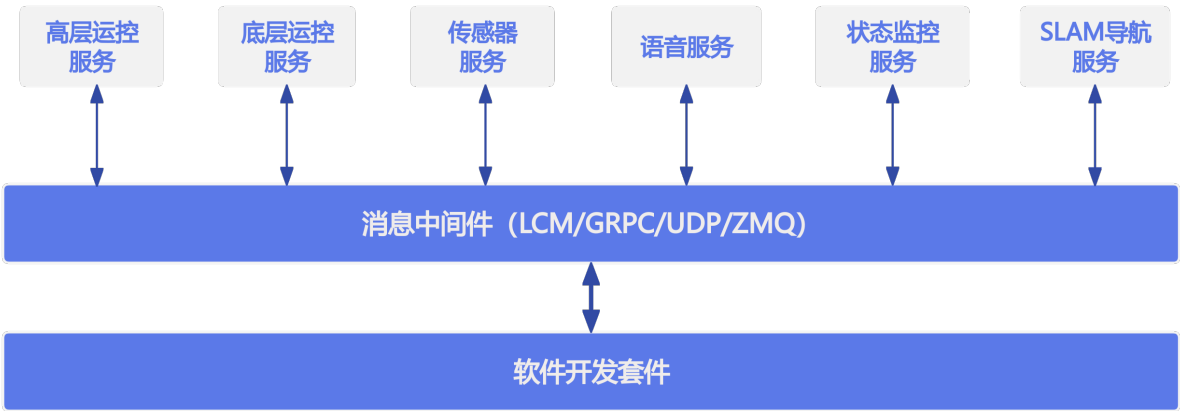 高层运控
服务
底层运控
服务
传感器
服务
语音服务
状态监控
服务
SLAM导航
服务
消息中间件（LCM/GRPC/UDP/ZMQ）
软件开发套件